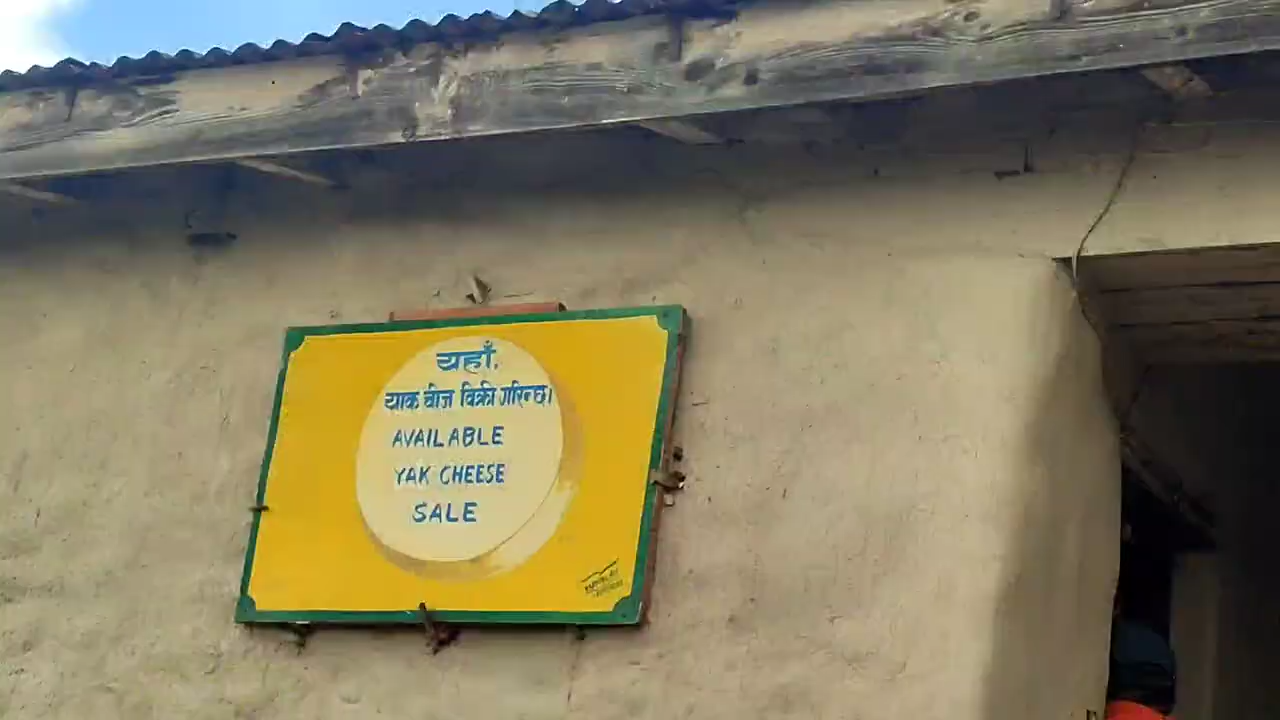 यहाँ,
याक चीज विक्री गरिन्छ।
AVAILABLE
YAK CHEESE
SALE